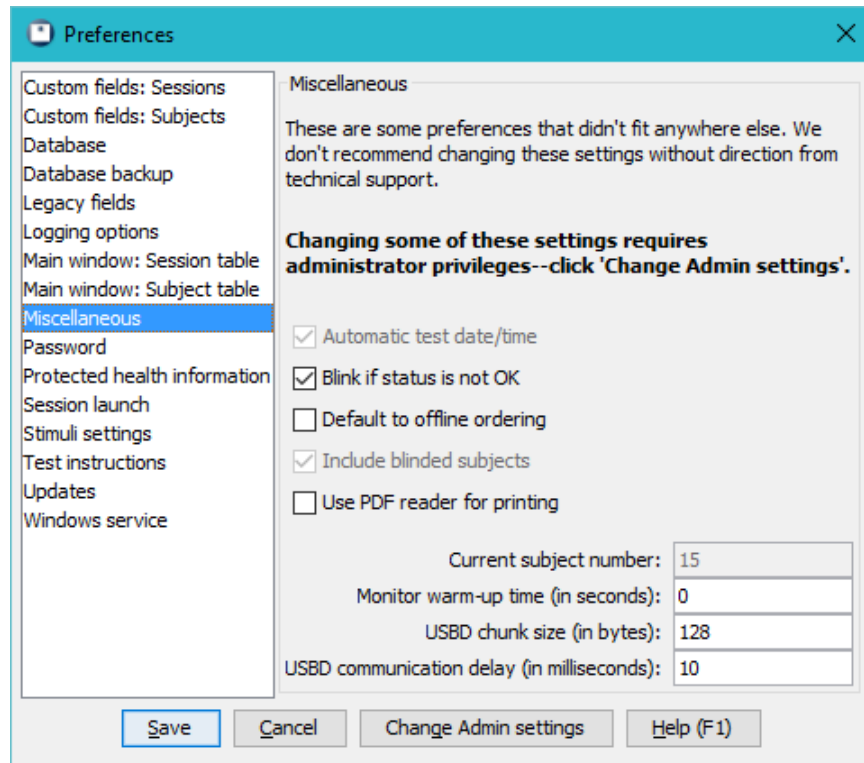 Preferences
Custom fields: Sessions
Custom fields: Subjects
Database
Database backup
Legacy fields
Logging options
Main window: Session table
Main window: Subject table
Miscellaneous
Password
Protected health information
Session launch
Stimuli settings
Test instructions
Updates
Windows service
Miscellaneous
These are some preferences that didn't fit anywhere else. We
don't recommend changing these settings without direction from
technical support.
Changing some of these settings requires
administrator privileges--click 'Change Admin settings'.
Automatic test date/time
Blink if status is not OK
Default to offline ordering
Include blinded subjects
Use PDF reader for printing
Current subject number: 15
Monitor warm-up time (in seconds): 0
USBD chunk size (in bytes): 128
USBD communication delay (in milliseconds): 10
Save Cancel Change Admin settings Help (F1)